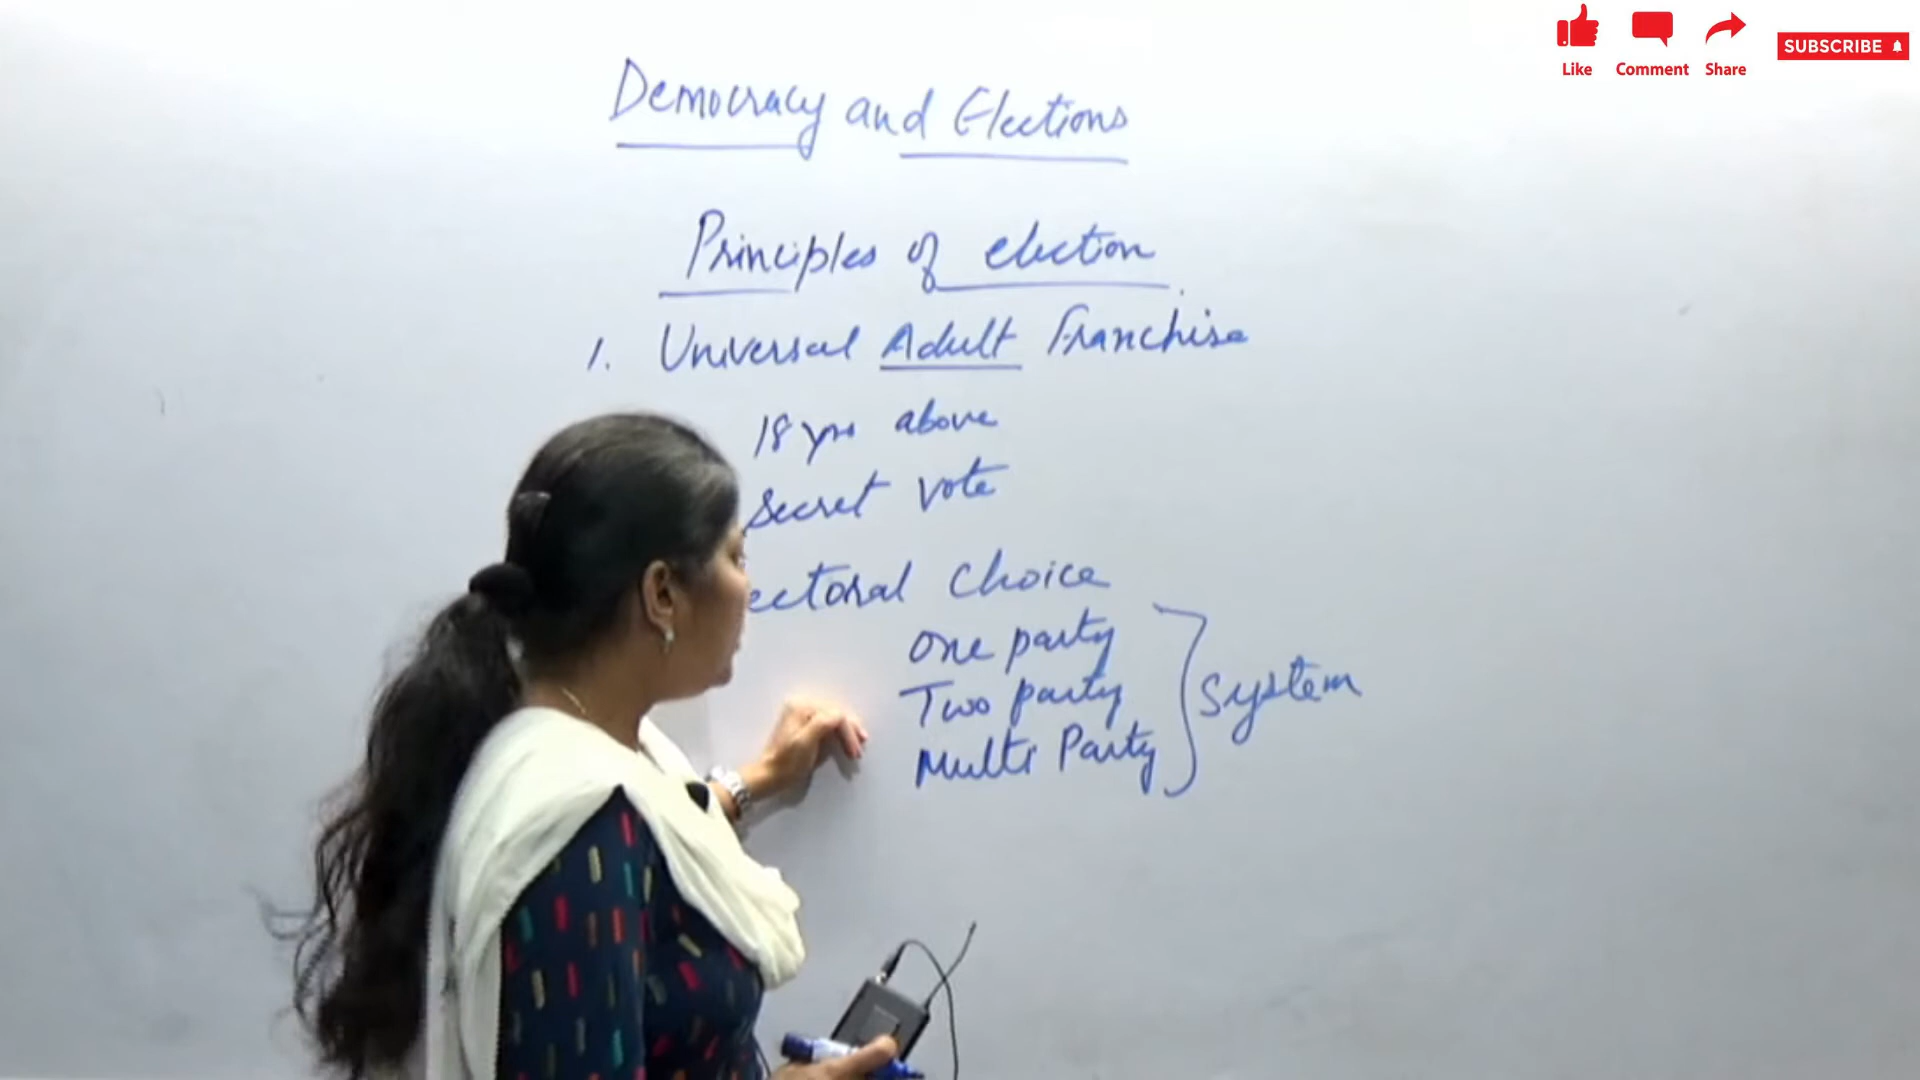 Like Comment Share SUBSCRIBE
Democracy and Elections
Principles of election
1. Universal Adult Franchise
18 yrs above
Secret vote
ectoral Choice
One party
Two party
Multi Party
System